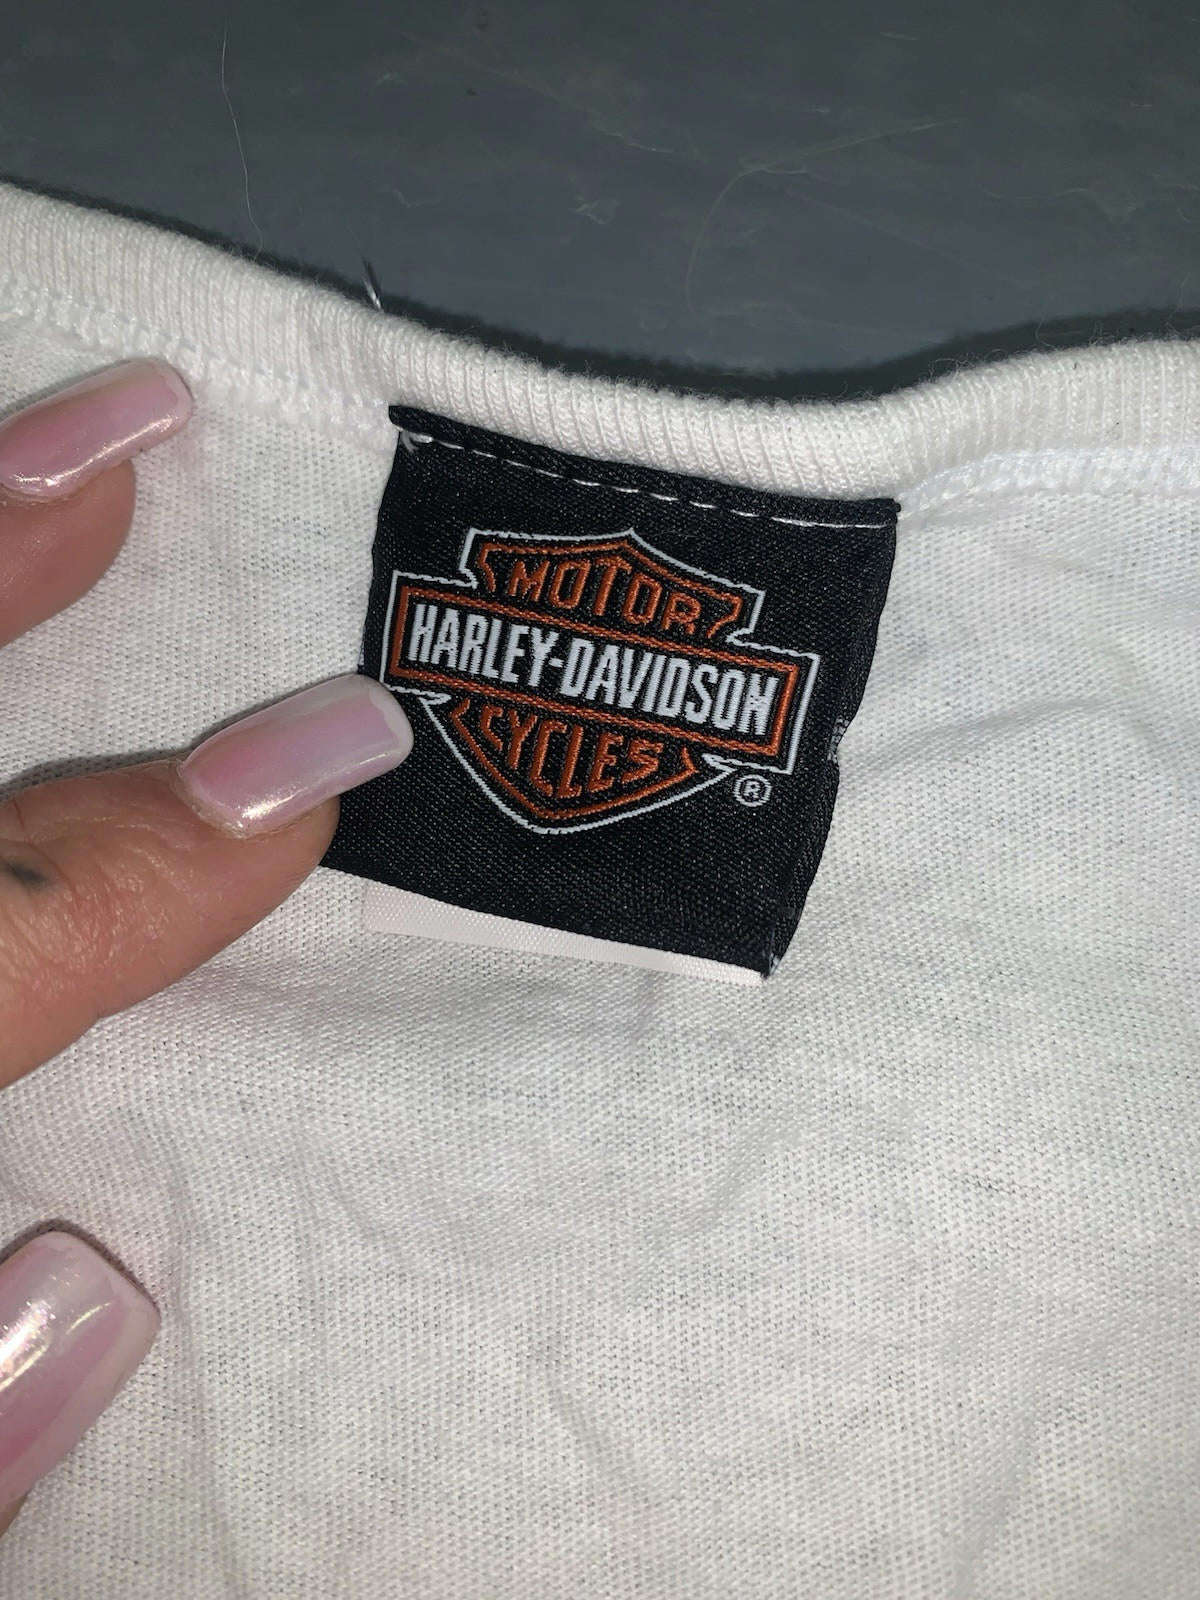 MOTOR
HARLEY-DAVIDSON
CYCLES
®